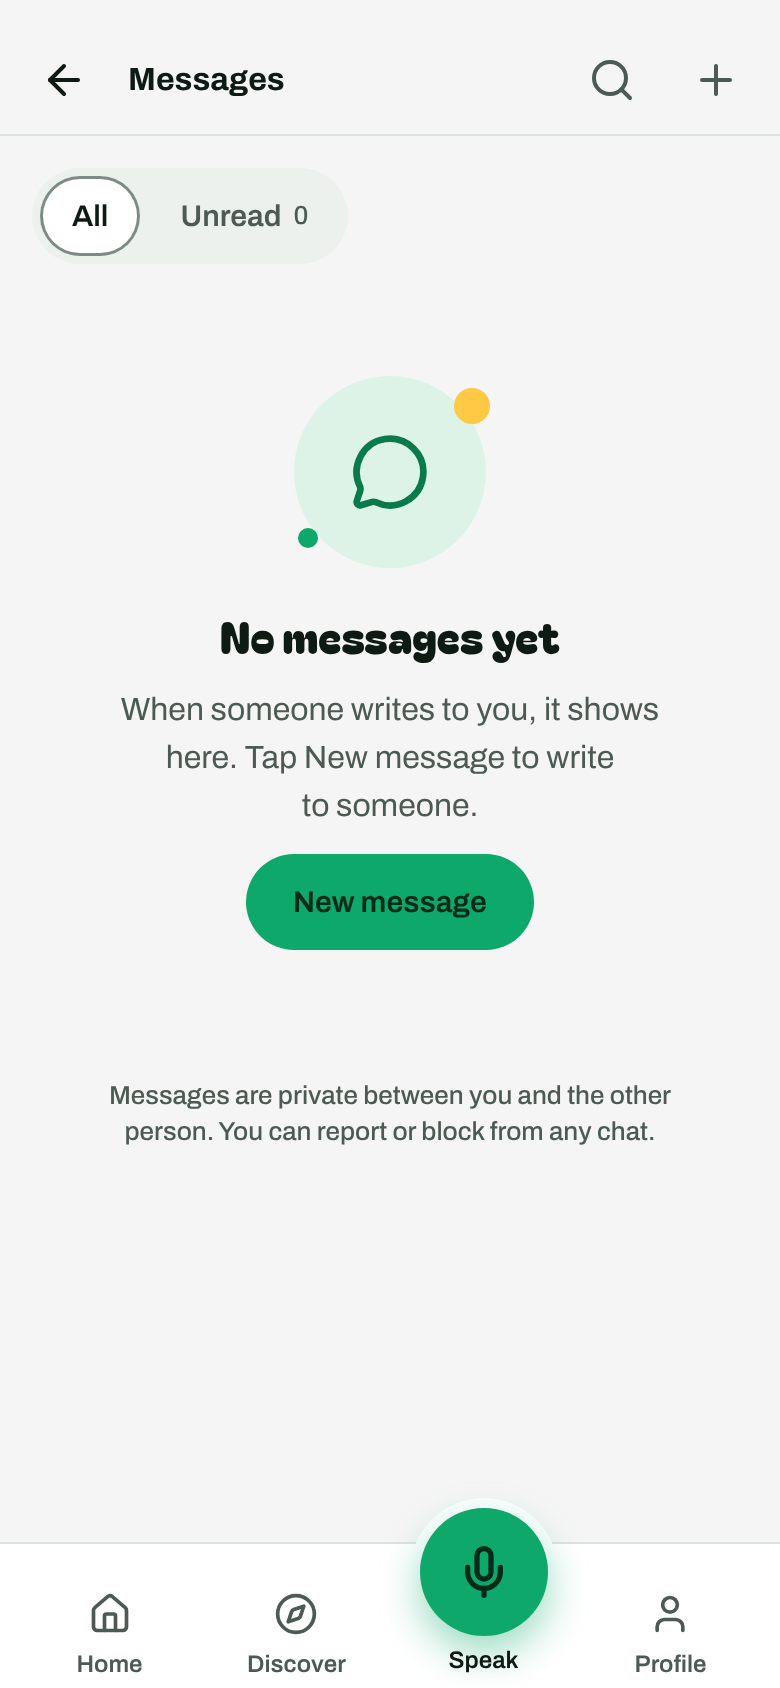 Messages
All
Unread 0
No messages yet
When someone writes to you, it shows
here. Tap New message to write
to someone.
New message
Messages are private between you and the other
person. You can report or block from any chat.
Home
Discover
Speak
Profile